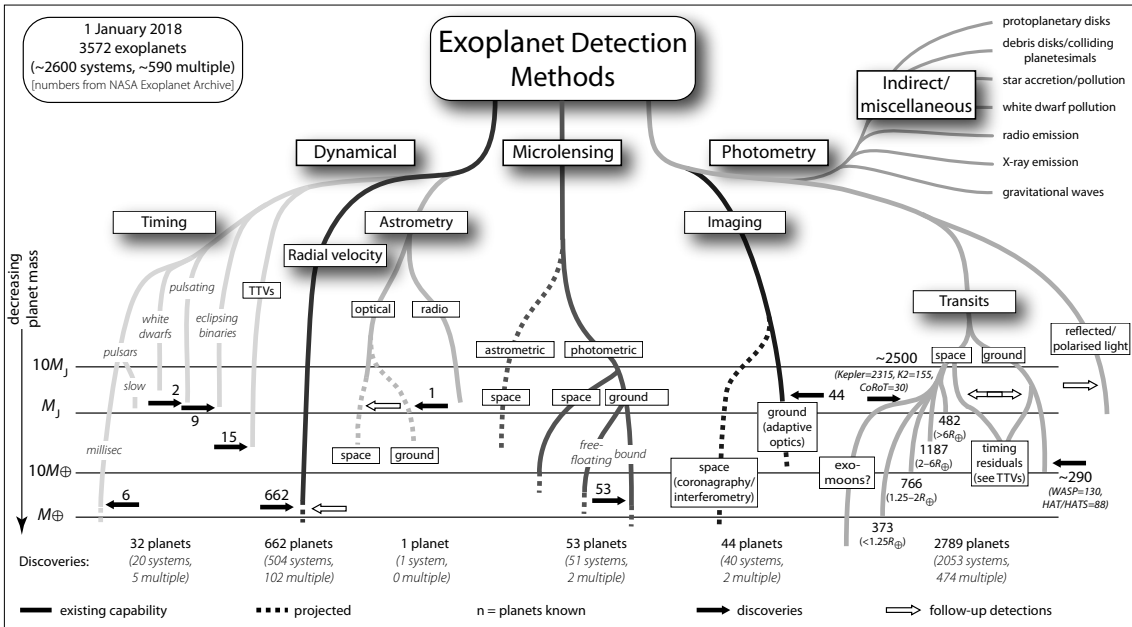 1 January 2018
3572 exoplanets
(~2600 systems, ~590 multiple)
[numbers from NASA Exoplanet Archive]
Exoplanet Detection
Methods
protoplanetary disks
debris disks/colliding
planetesimals
star accretion/pollution
white dwarf pollution
radio emission
X-ray emission
gravitational waves
Indirect/
miscellaneous
Dynamical
Microlensing
Photometry
Timing
Astrometry
Imaging
Radial velocity
decreasing
planet mass
pulsating
TTVs
white
dwarfs
eclipsing
binaries
optical
radio
Transits
pulsars
slow
astrometric
photometric
~2500
(Kepler=2315, K2=155,
CoRoT=30)
space
ground
reflected/
polarised light
10MJ
MJ
10M⊕
M⊕
2
9
15
1
space
space
ground
44
ground
(adaptive
optics)
482
(>6R⊕)
1187
(2–6R⊕)
766
(1.25–2R⊕)
373
(<1.25R⊕)
millisec
space
ground
free-
floating
bound
exo-
moons?
timing
residuals
(see TTVs)
space
(coronagraphy/
interferometry)
~290
(WASP=130,
HAT/HATS=88)
6
662
53
Discoveries:
32 planets
(20 systems,
5 multiple)
662 planets
(504 systems,
102 multiple)
1 planet
(1 system,
0 multiple)
53 planets
(51 systems,
2 multiple)
44 planets
(40 systems,
2 multiple)
2789 planets
(2053 systems,
474 multiple)
existing capability
projected
n = planets known
discoveries
follow-up detections